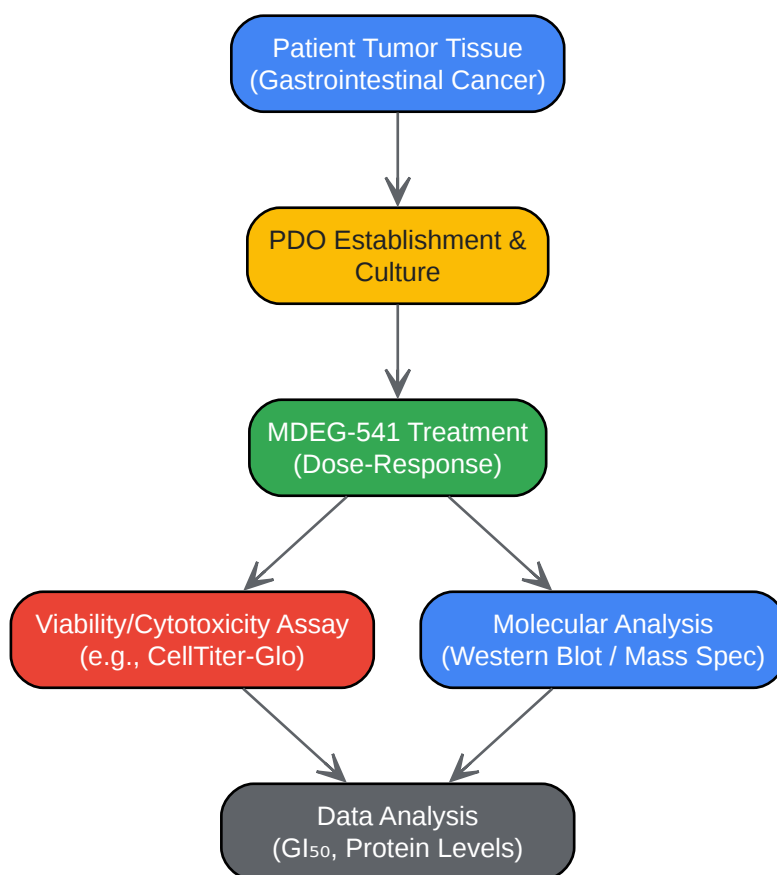 Patient Tumor Tissue
(Gastrointestinal Cancer)
PDO Establishment &
Culture
MDEG-541 Treatment
(Dose-Response)
Viability/Cytotoxicity Assay
(e.g., CellTiter-Glo)
Molecular Analysis
(Western Blot / Mass Spec)
Data Analysis
(GI₅₀, Protein Levels)